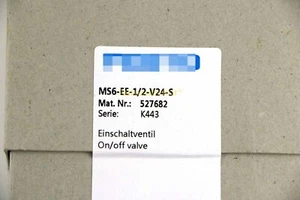 MS6-EE-1/2-V24-S
Mat. Nr.: 527682
Serie: K443
Einschaltventil
On/off valve